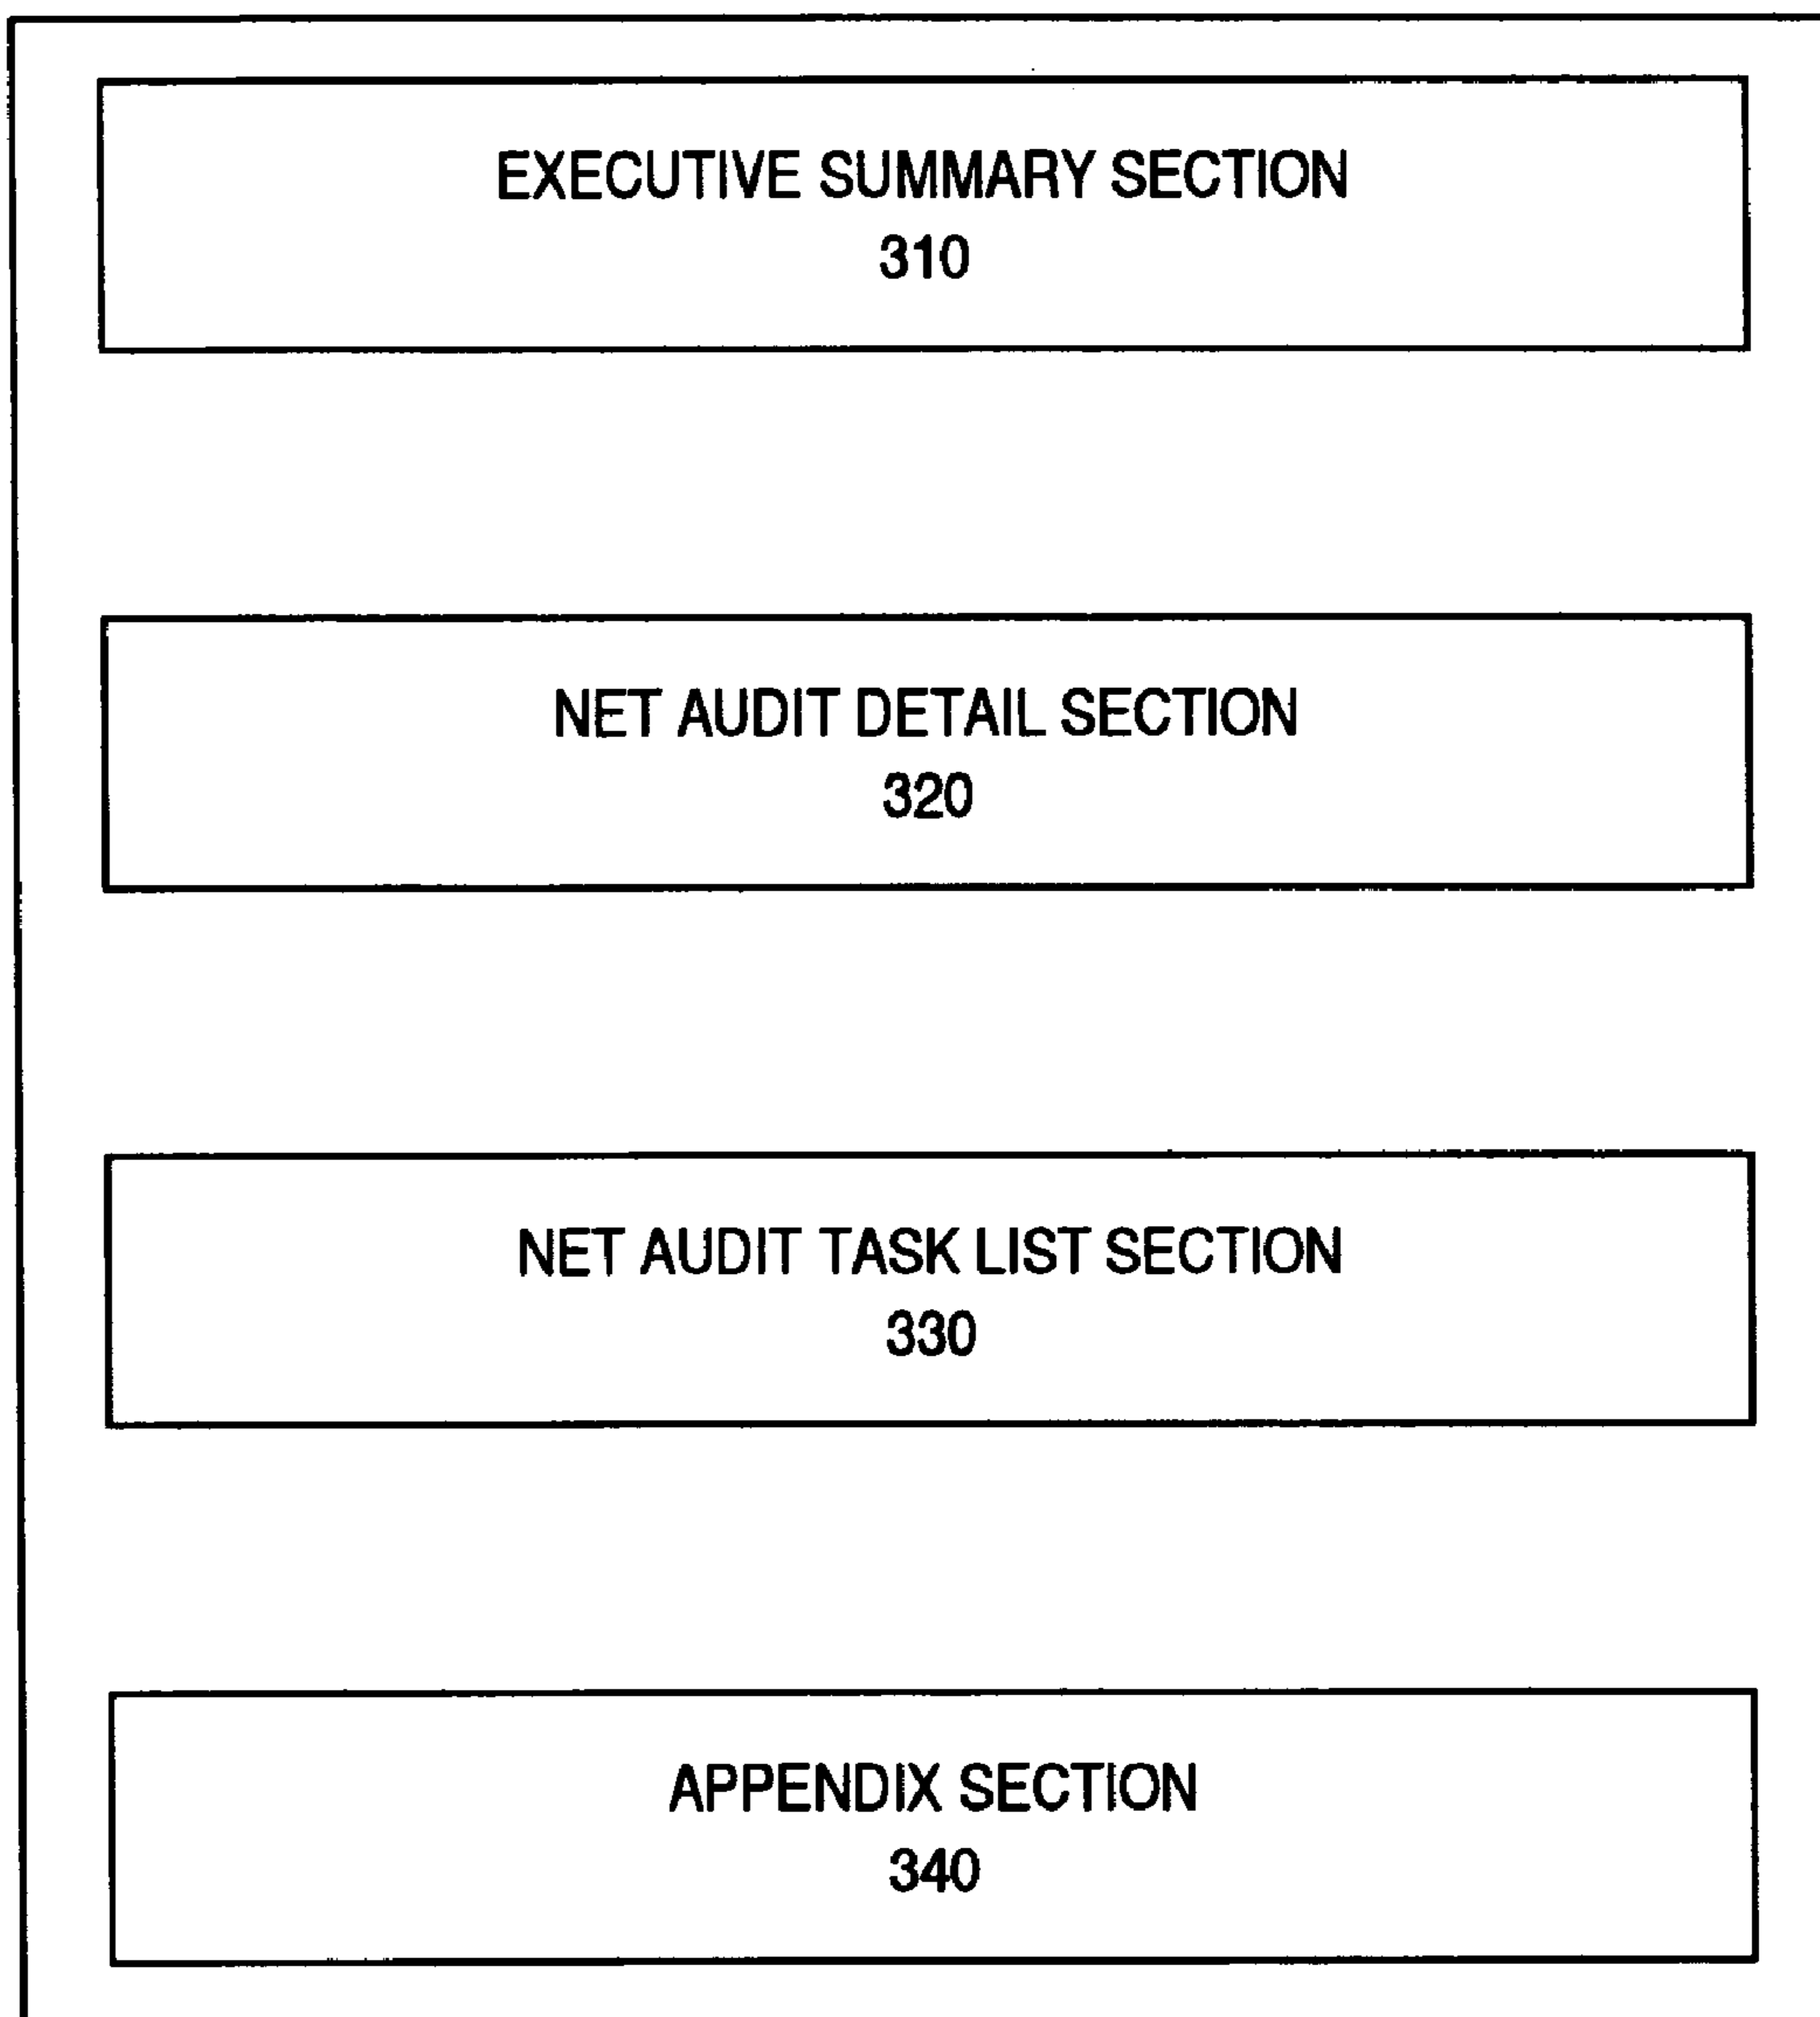 EXECUTIVE SUMMARY SECTION
310
NET AUDIT DETAIL SECTION
320
NET AUDIT TASK LIST SECTION
330
APPENDIX SECTION
340